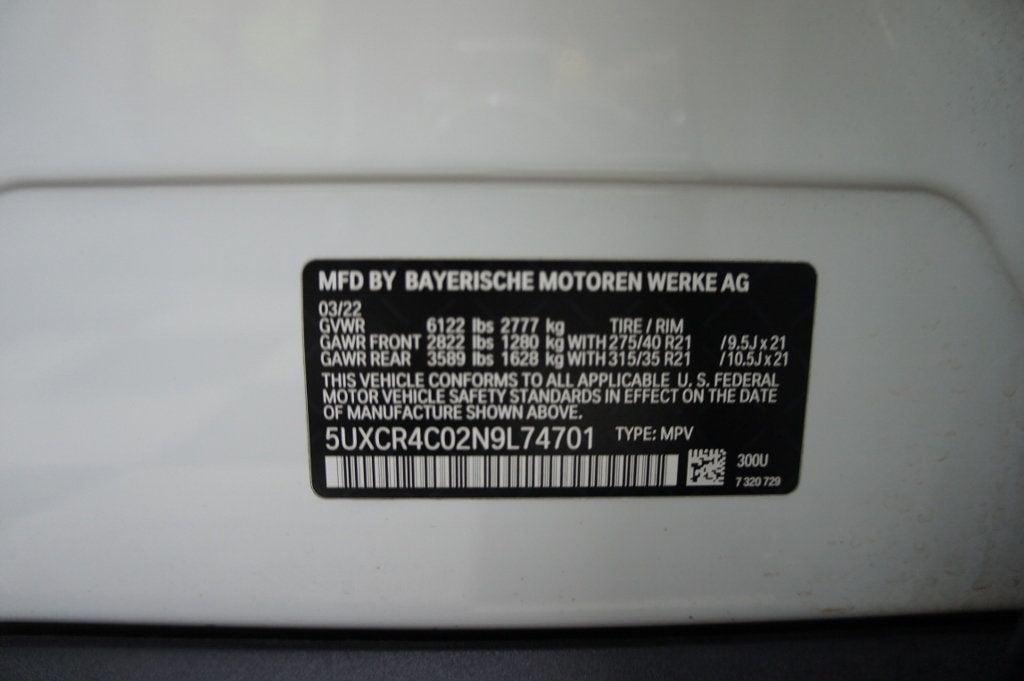 MFD BY BAYERISCHE MOTOREN WERKE AG
03/22
GVWR 6122 lbs 2777 kg TIRE / RIM
GAWR FRONT 2822 lbs 1280 kg WITH 275/40 R21 / 9.5J x 21
GAWR REAR 3589 lbs 1628 kg WITH 315/35 R21 / 10.5J x 21
THIS VEHICLE CONFORMS TO ALL APPLICABLE U. S. FEDERAL
MOTOR VEHICLE SAFETY STANDARDS IN EFFECT ON THE DATE
OF MANUFACTURE SHOWN ABOVE.
5UXCR4C02N9L74701 TYPE: MPV
300U
7 320 729